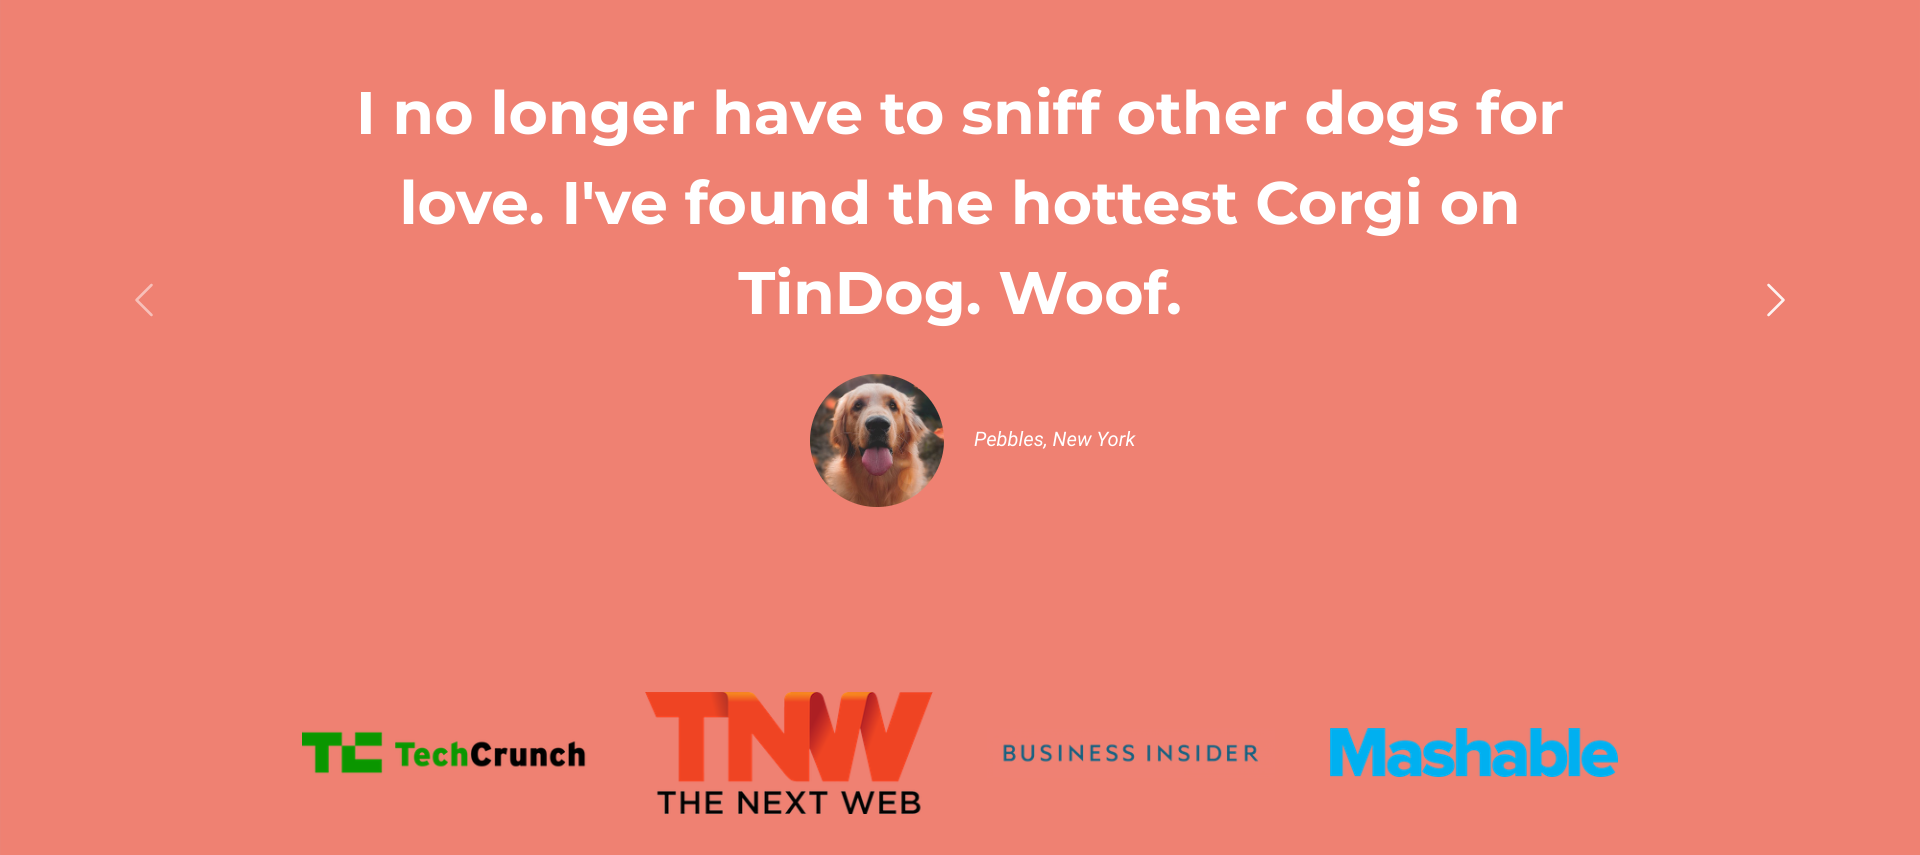 I no longer have to sniff other dogs for
love. I've found the hottest Corgi on
TinDog. Woof.
Pebbles, New York
TC TechCrunch
TNW
THE NEXT WEB
BUSINESS INSIDER
Mashable